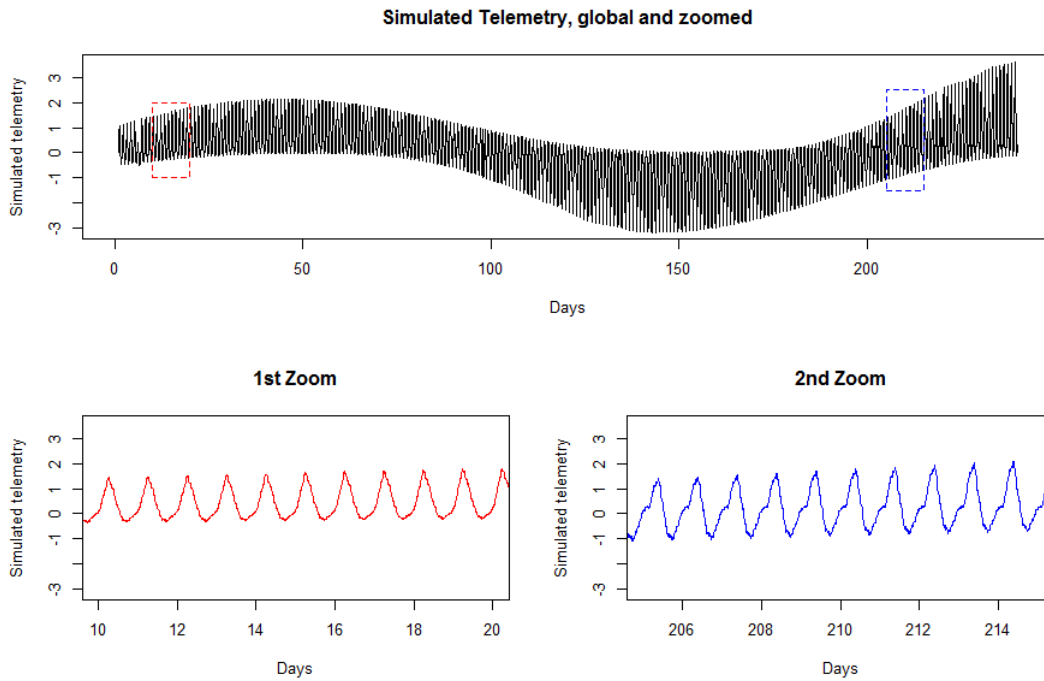 Simulated Telemetry, global and zoomed
Simulated telemetry
3
2
1
0
-1
-3
0 50 100 150 200
Days
1st Zoom
Simulated telemetry
3
2
1
0
-1
-3
10 12 14 16 18 20
Days
2nd Zoom
Simulated telemetry
3
2
1
0
-1
-3
206 208 210 212 214
Days